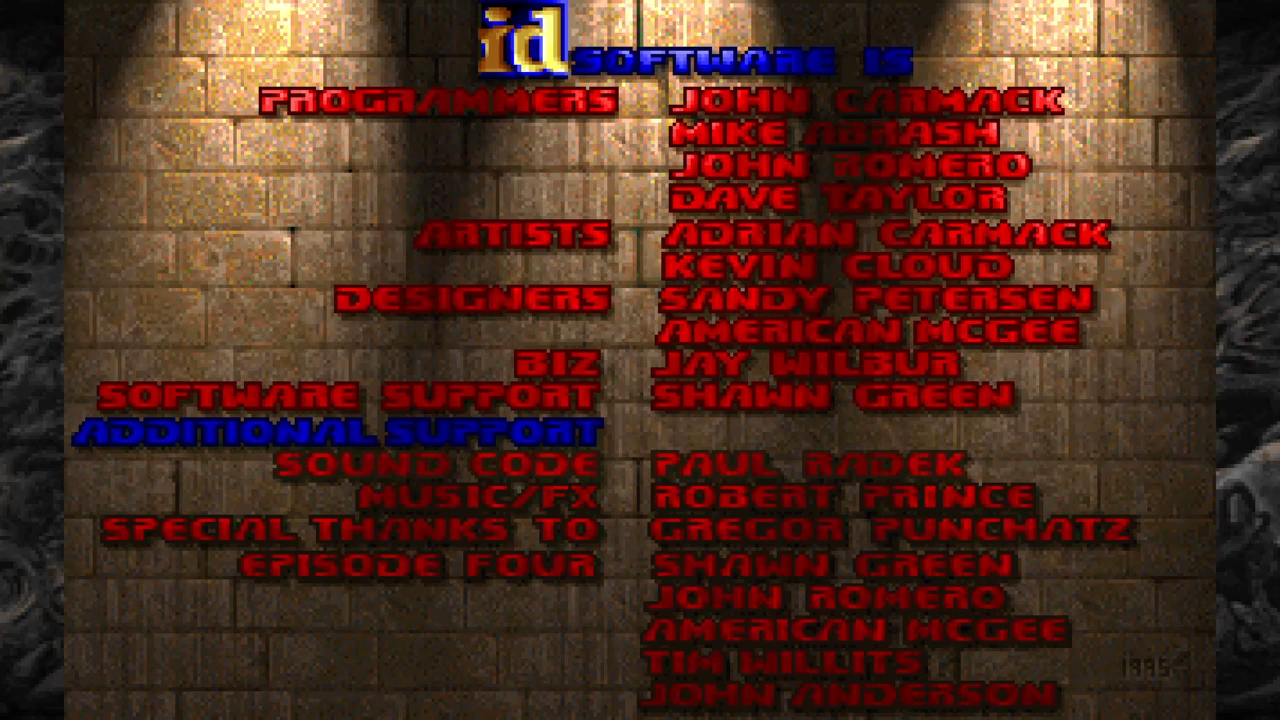 id SOFTWARE IS
PROGRAMMERS JOHN CARMACK
MIKE ABRASH
JOHN ROMERO
DAVE TAYLOR
ARTISTS ADRIAN CARMACK
KEVIN CLOUD
DESIGNERS SANDY PETERSEN
AMERICAN MCGEE
BIZ JAY WILBUR
SOFTWARE SUPPORT SHAWN GREEN
ADDITIONAL SUPPORT
SOUND CODE PAUL RADEK
MUSIC/FX ROBERT PRINCE
SPECIAL THANKS TO GREGOR PUNCHATZ
EPISODE FOUR SHAWN GREEN
JOHN ROMERO
AMERICAN MCGEE
TIM WILLITS
1995
JOHN ANDERSON